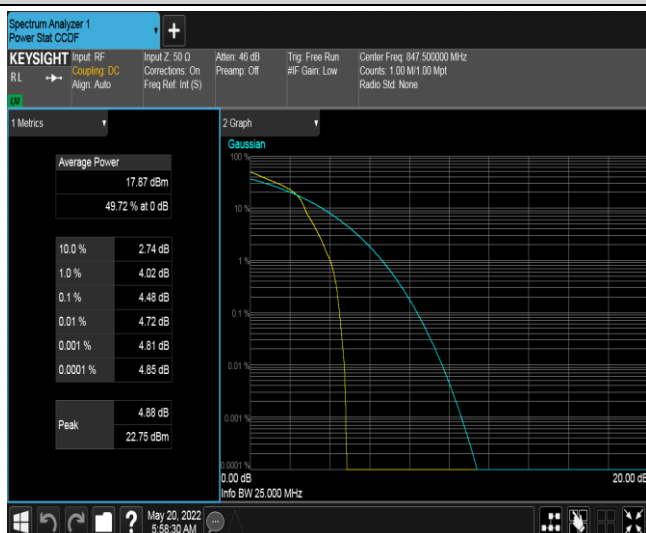 Spectrum Analyzer 1
Power Stat CCDF
+
KEYSIGHT
RL
Input: RF
Coupling: DC
Align: Auto
Input Z: 50 Ω
Corrections: On
Freq Ref: Int (S)
Atten: 46 dB
Preamp: Off
Trig: Free Run
#IF Gain: Low
Center Freq: 847.500000 MHz
Counts: 1.00 M/1.00 Mpt
Radio Std: None
1 Metrics
Average Power
17.87 dBm
49.72 % at 0 dB
10.0 % 2.74 dB
1.0 % 4.02 dB
0.1 % 4.48 dB
0.01 % 4.72 dB
0.001 % 4.81 dB
0.0001 % 4.85 dB
Peak
4.88 dB
22.75 dBm
2 Graph
Gaussian
100 %
10 %
1 %
0.1 %
0.01 %
0.001 %
0.0001 %
0.00 dB
20.00 dB
Info BW 25.000 MHz
?
May 20, 2022
5:58:30 AM